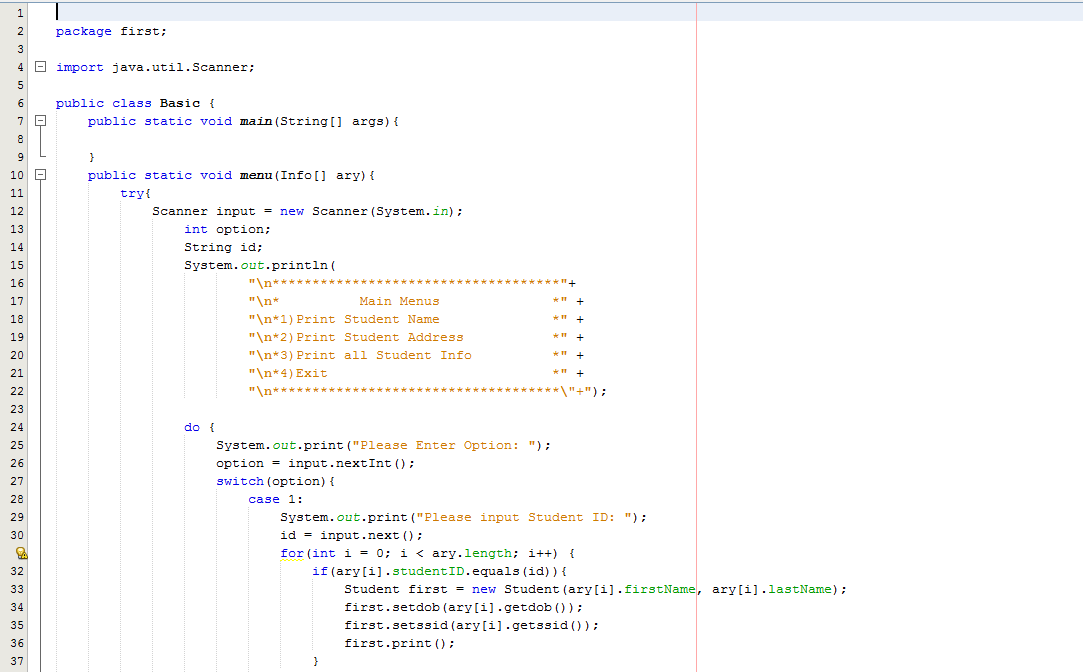 1
2 package first;
3
4 import java.util.Scanner;
5
6 public class Basic {
7     public static void main(String[] args){
8
9     }
10     public static void menu(Info[] ary){
11         try{
12             Scanner input = new Scanner(System.in);
13                 int option;
14                 String id;
15                 System.out.println(
16                         "\n************************************"+
17                         "\n*          Main Menus              *" +
18                         "\n*1)Print Student Name              *" +
19                         "\n*2)Print Student Address           *" +
20                         "\n*3)Print all Student Info          *" +
21                         "\n*4)Exit                            *" +
22                         "\n************************************\"+");
23
24                 do {
25                     System.out.print("Please Enter Option: ");
26                     option = input.nextInt();
27                     switch(option){
28                         case 1:
29                             System.out.print("Please input Student ID: ");
30                             id = input.next();
                             for(int i = 0; i < ary.length; i++) {
32                                 if(ary[i].studentID.equals(id)){
33                                     Student first = new Student(ary[i].firstName, ary[i].lastName);
34                                     first.setdob(ary[i].getdob());
35                                     first.setssid(ary[i].getssid());
36                                     first.print();
37                                 }